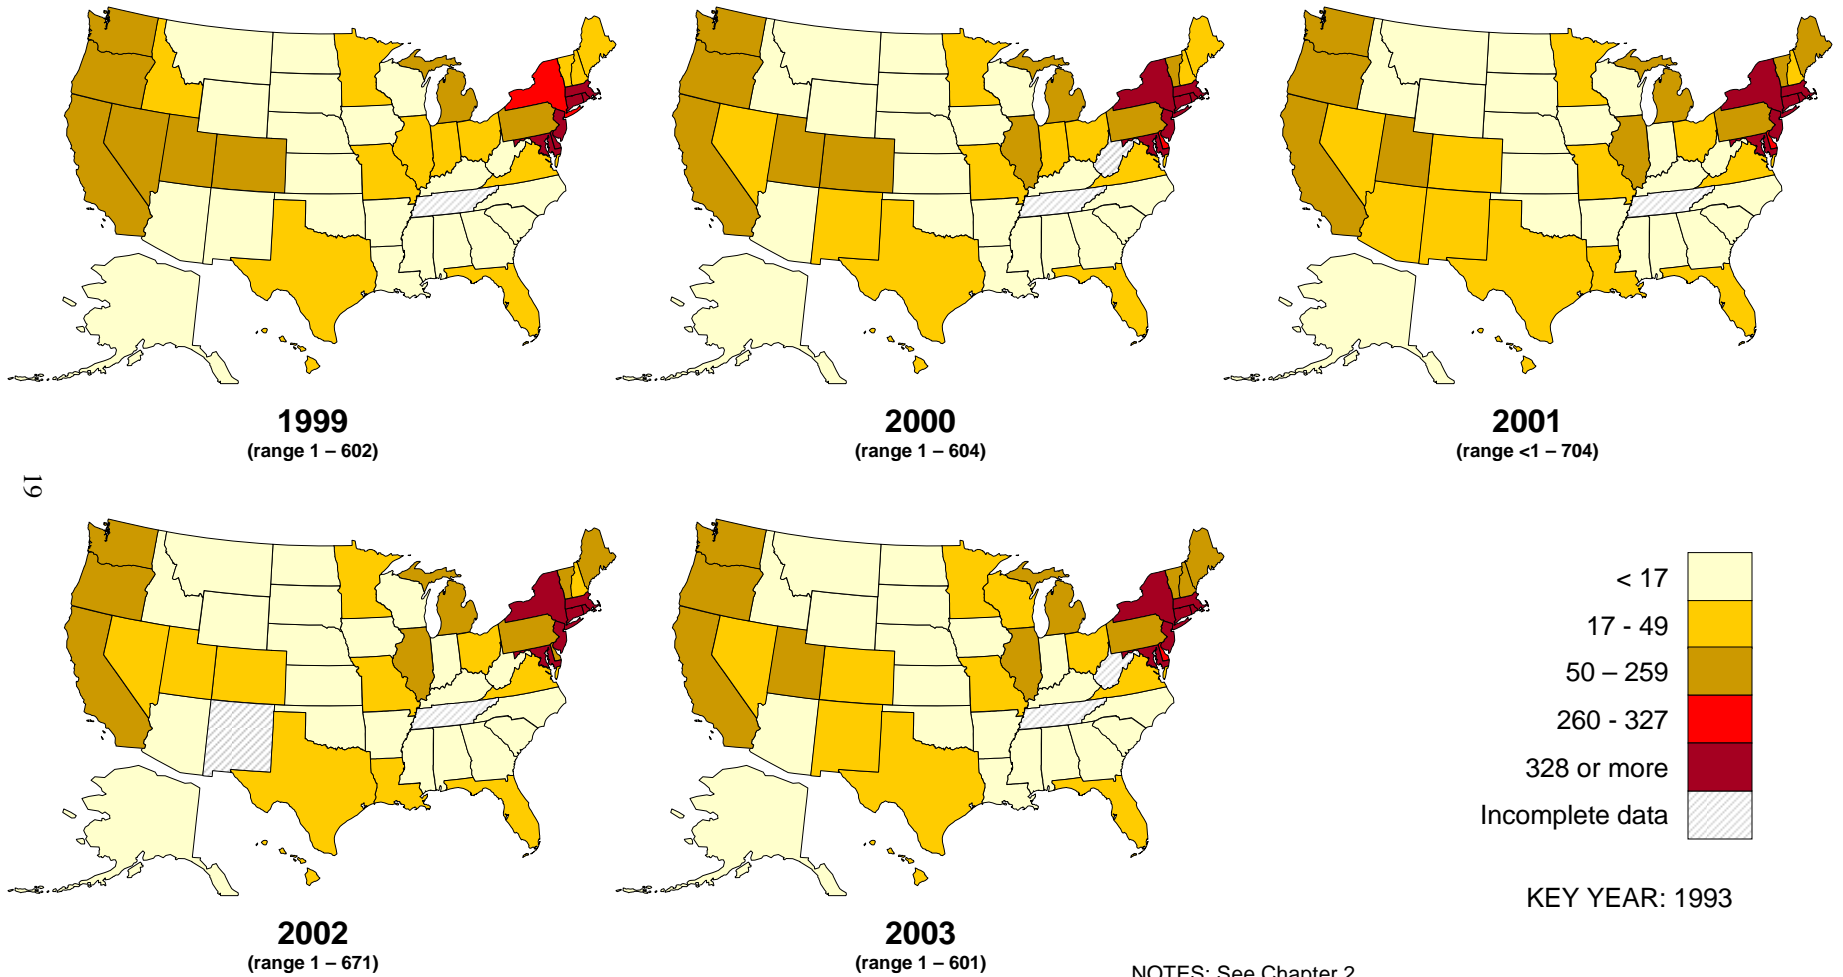 1999
(range 1 – 602)
2000
(range 1 – 604)
2001
(range <1 – 704)
19
2002
(range 1 – 671)
2003
(range 1 – 601)
< 17
17 - 49
50 – 259
260 - 327
328 or more
Incomplete data
KEY YEAR: 1993
NOTES: See Chapter 2